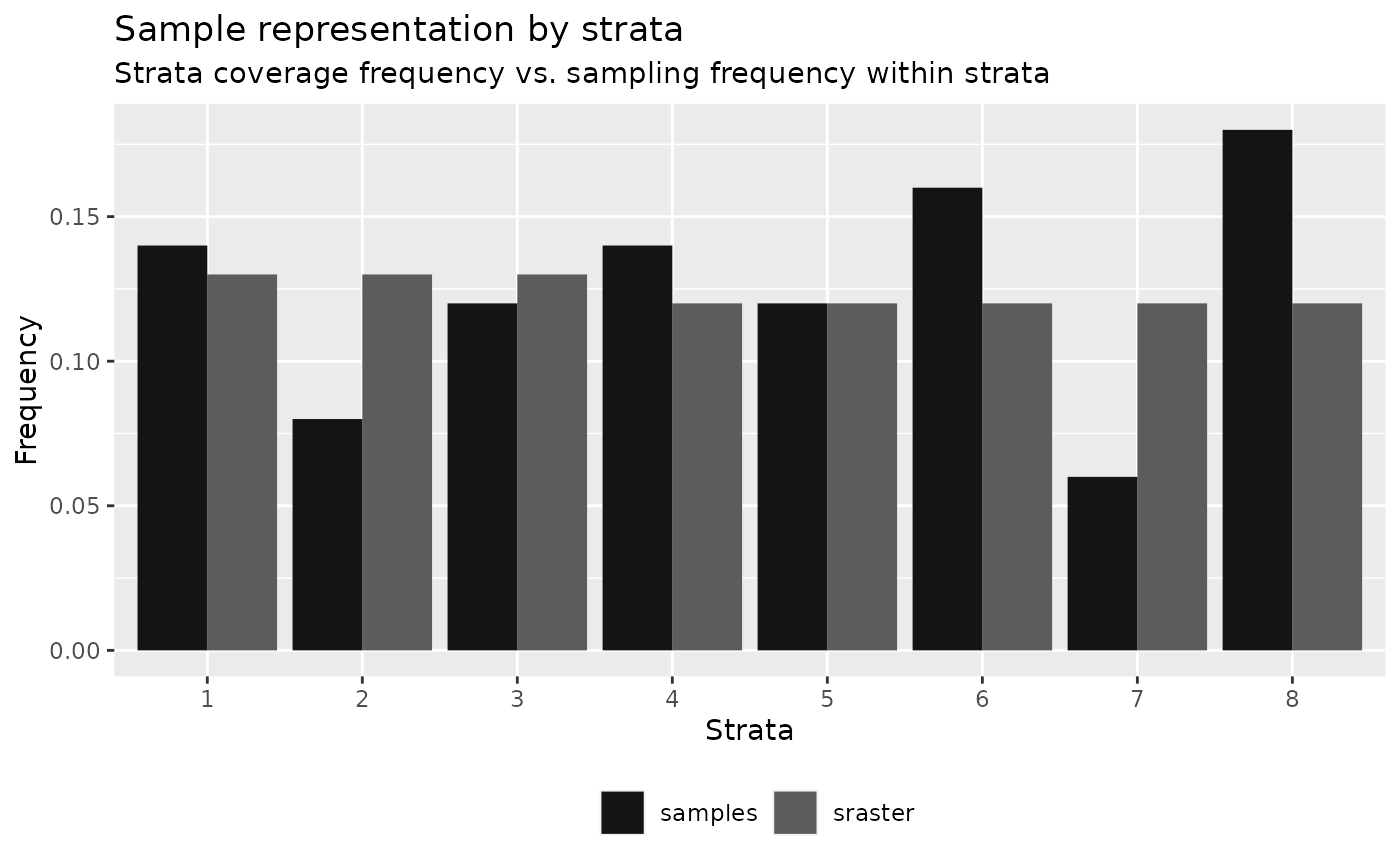 Sample representation by strata
Strata coverage frequency vs. sampling frequency within strata
Frequency
0.15
0.10
0.05
0.00
1 2 3 4 5 6 7 8
Strata
samples sraster